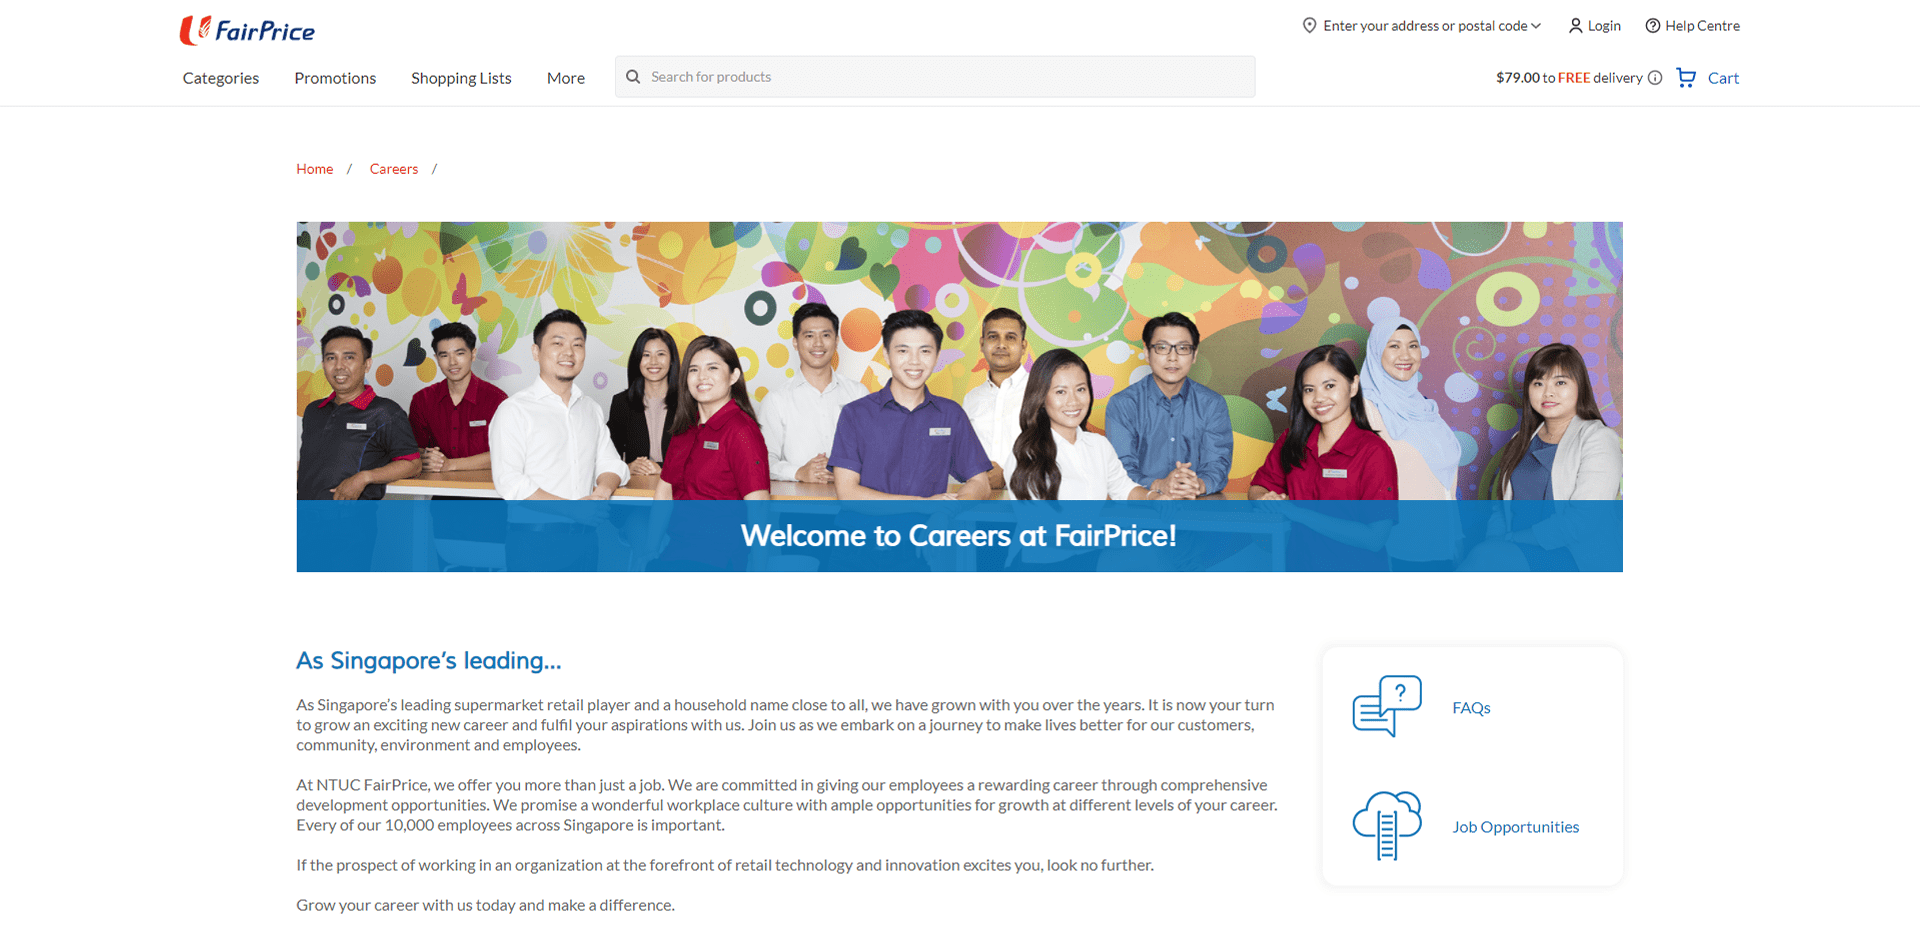 FairPrice
Enter your address or postal code
Login
Help Centre
Categories
Promotions
Shopping Lists
More
Search for products
$79.00 to FREE delivery
Cart
Home / Careers /
Welcome to Careers at FairPrice!
As Singapore’s leading...
As Singapore’s leading supermarket retail player and a household name close to all, we have grown with you over the years. It is now your turn
to grow an exciting new career and fulfil your aspirations with us. Join us as we embark on a journey to make lives better for our customers,
community, environment and employees.
At NTUC FairPrice, we offer you more than just a job. We are committed in giving our employees a rewarding career through comprehensive
development opportunities. We promise a wonderful workplace culture with ample opportunities for growth at different levels of your career.
Every of our 10,000 employees across Singapore is important.
If the prospect of working in an organization at the forefront of retail technology and innovation excites you, look no further.
Grow your career with us today and make a difference.
?
FAQs
Job Opportunities